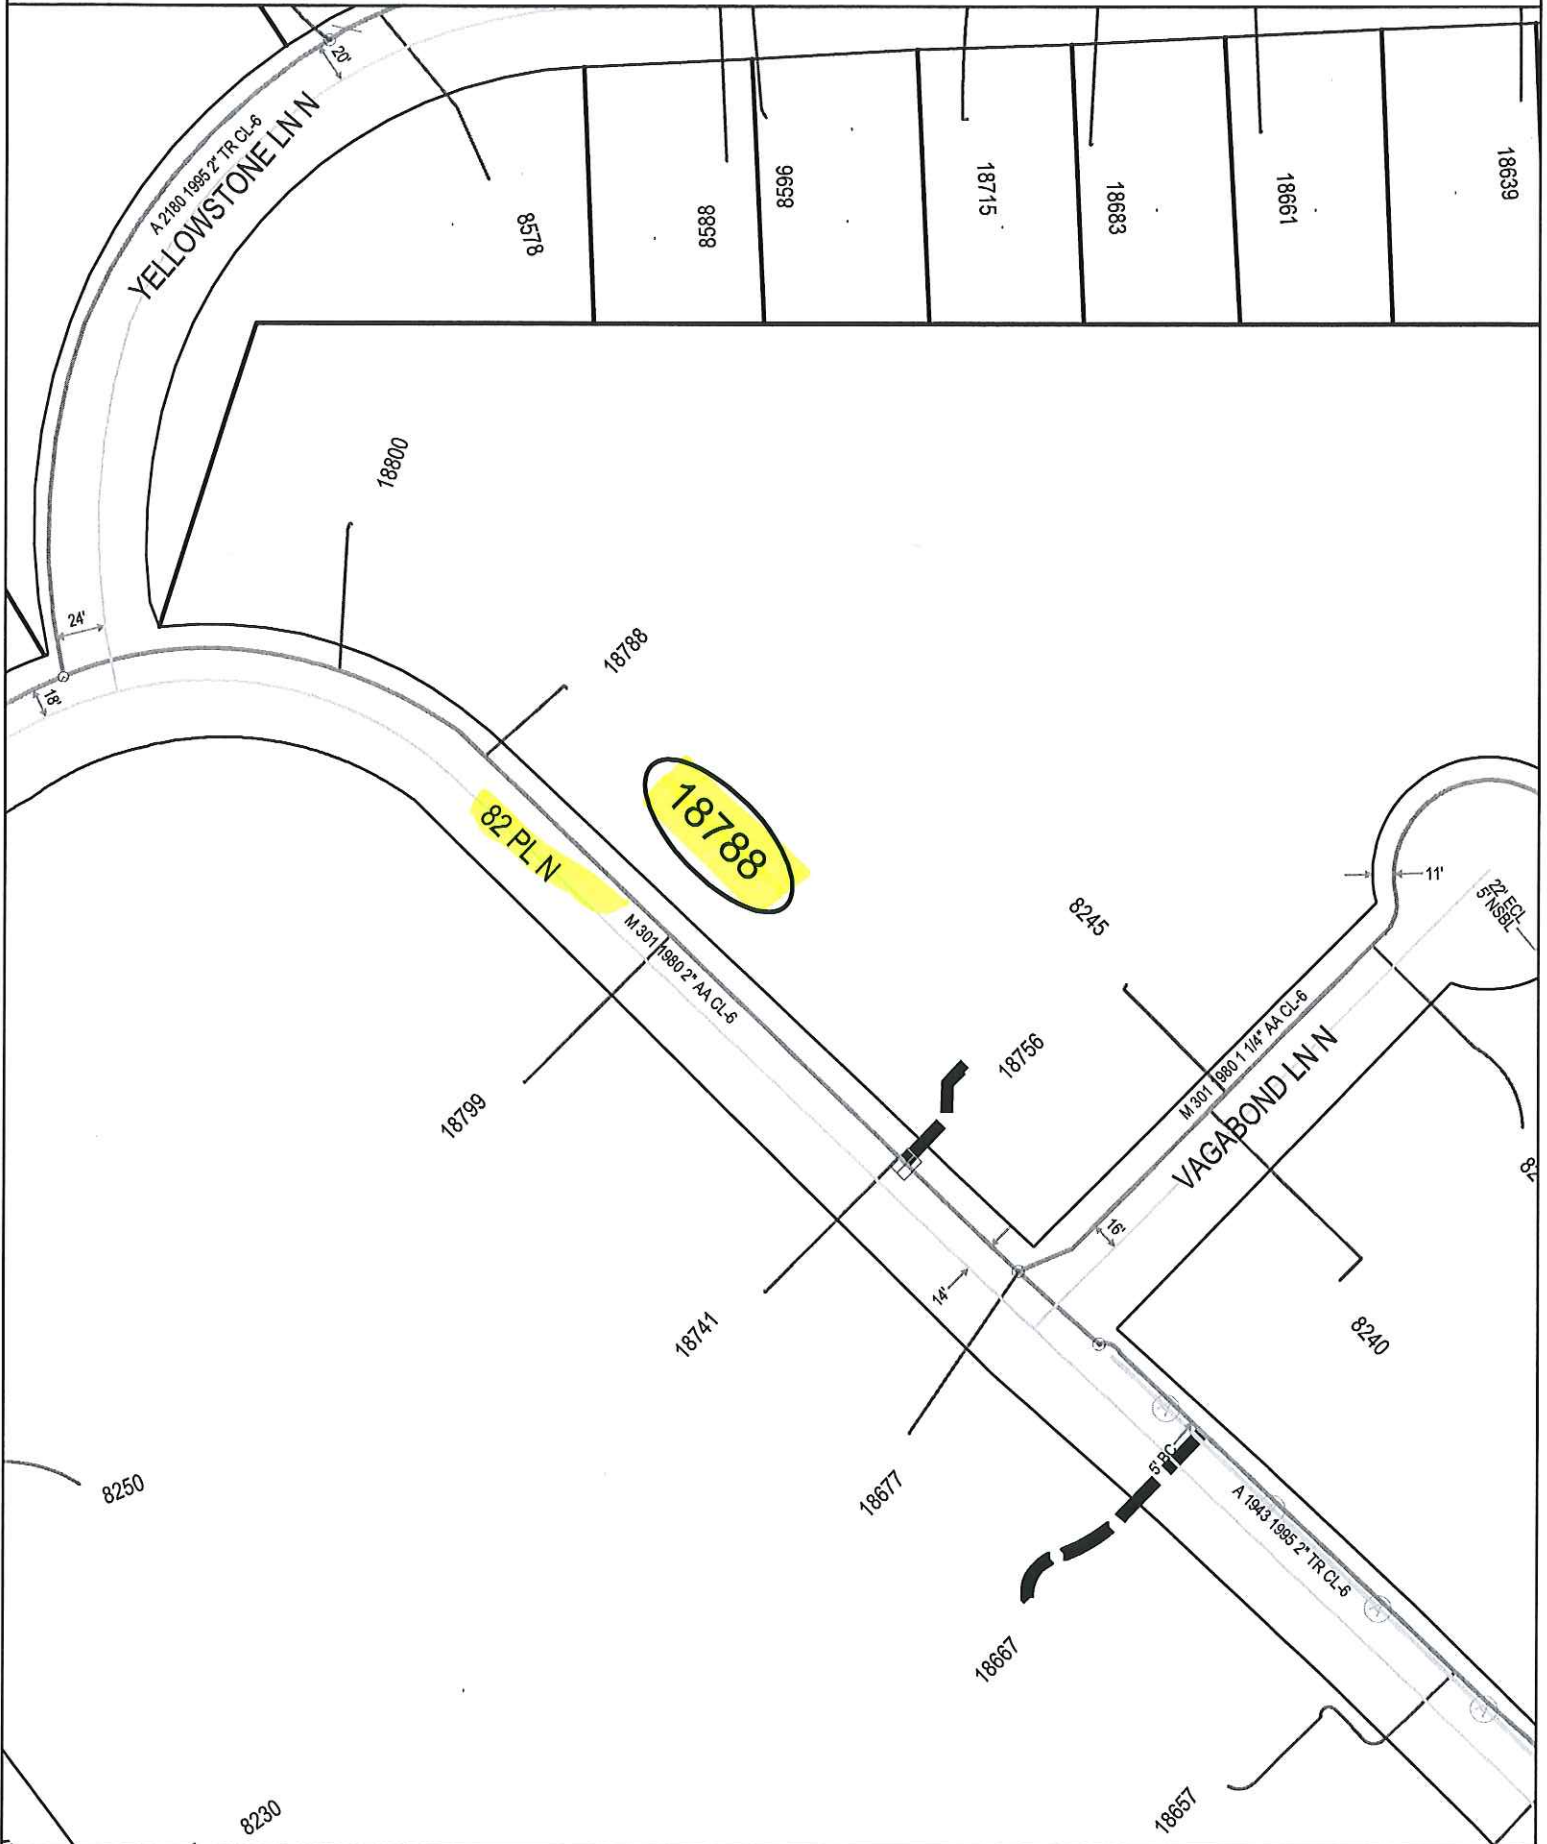 20'
A 2180 1995 2" TR CL-6
YELLOWSTONE LN N
8578
8588
8596
18715
18683
18661
18639
18800
24'
18'
18788
18788
82 PL N
M 301 1980 2" AA CL-6
18799
11'
22' ECL
5' NSBL
8245
M 301 1980 1 1/4" AA CL-6
VAGABOND LN N
18756
16'
14'
18741
8240
5' BC
A
A 1943 1995 2" TR CL-6
A
A
18677
18667
18657
8250
8230